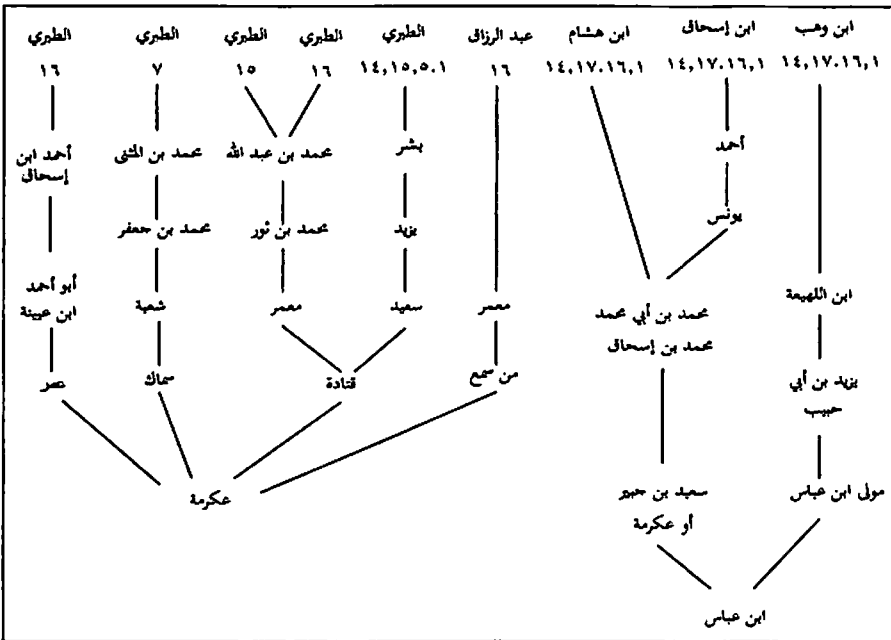 ابن وهب ابن إسحاق ابن هشام عبد الرزاق الطبري الطبري الطبري الطبري الطبري
١٤,١٧.١٦,١ ١٤,١٧.١٦,١ ١٤,١٧.١٦,١ ١٦ ١٤,١٥,٥.١ ١٦ ١٥ ٧ ١٦
أحمد بشر محمد بن عبد الله محمد بن المثنى أحمد ابن
إسحاق
يونس يزيد محمد بن ثور محمد بن جعفر
ابن اللهيعة محمد بن أبي محمد معمر سعيد معمر شعبة أبو أحمد
ابن عيينة
محمد بن إسحاق
يزيد بن أبي من سمع قتادة سماك عمر
حبيب
مولى ابن عباس سعيد بن جبير عكرمة
أو عكرمة
ابن عباس